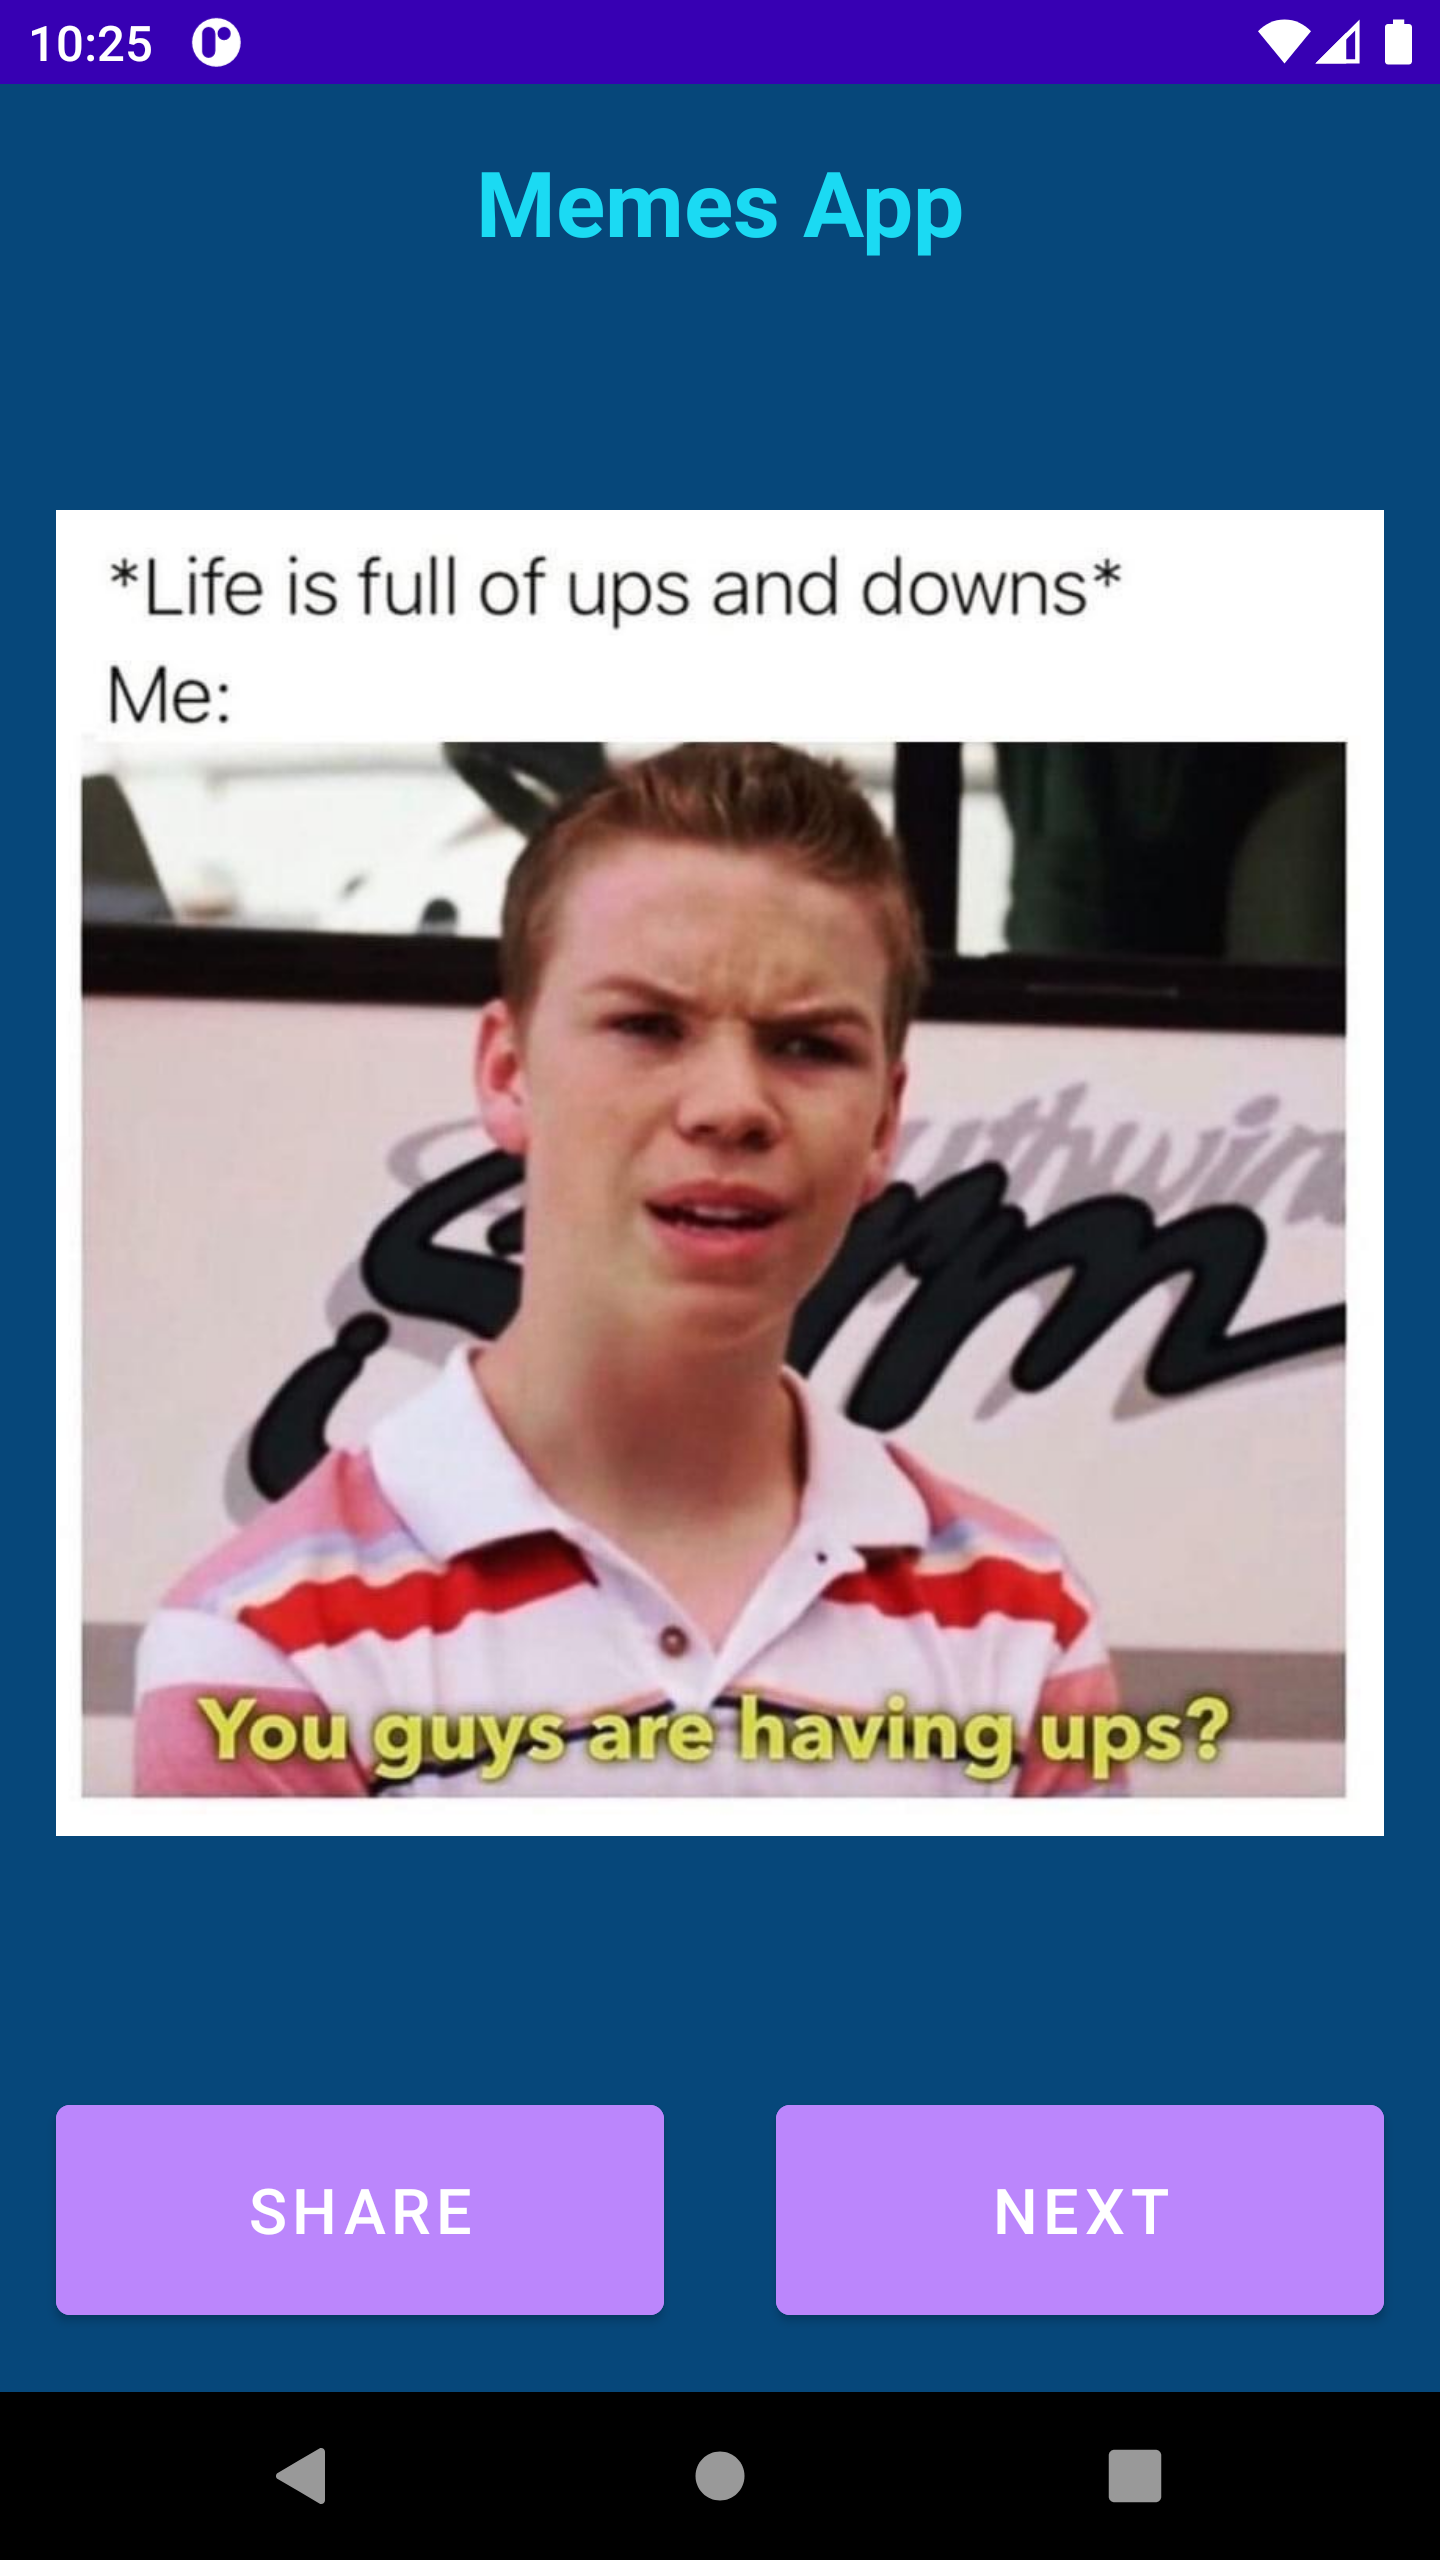 10:25
Memes App
*Life is full of ups and downs*
Me:
You guys are having ups?
SHARE
NEXT